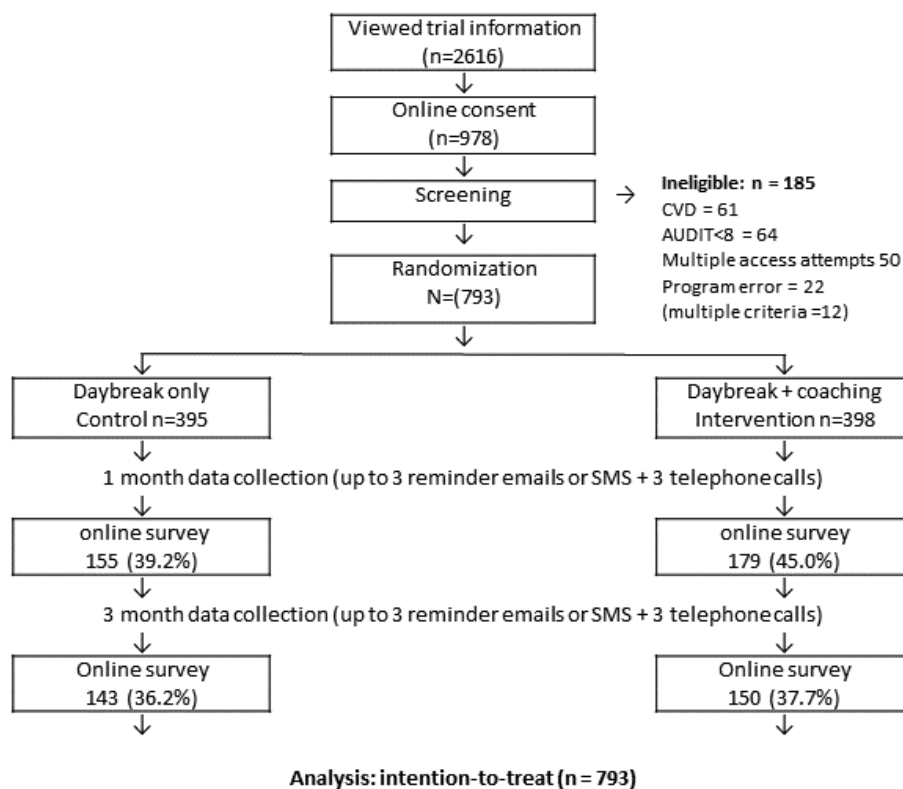 Viewed trial information
(n=2616)
Online consent
(n=978)
Screening
Ineligible: n = 185
CVD = 61
AUDIT<8 = 64
Multiple access attempts 50
Program error = 22
(multiple criteria =12)
Randomization
N=(793)
Daybreak only
Control n=395
Daybreak + coaching
Intervention n=398
1 month data collection (up to 3 reminder emails or SMS + 3 telephone calls)
online survey
155 (39.2%)
online survey
179 (45.0%)
3 month data collection (up to 3 reminder emails or SMS + 3 telephone calls)
Online survey
143 (36.2%)
Online survey
150 (37.7%)
Analysis: intention-to-treat (n = 793)